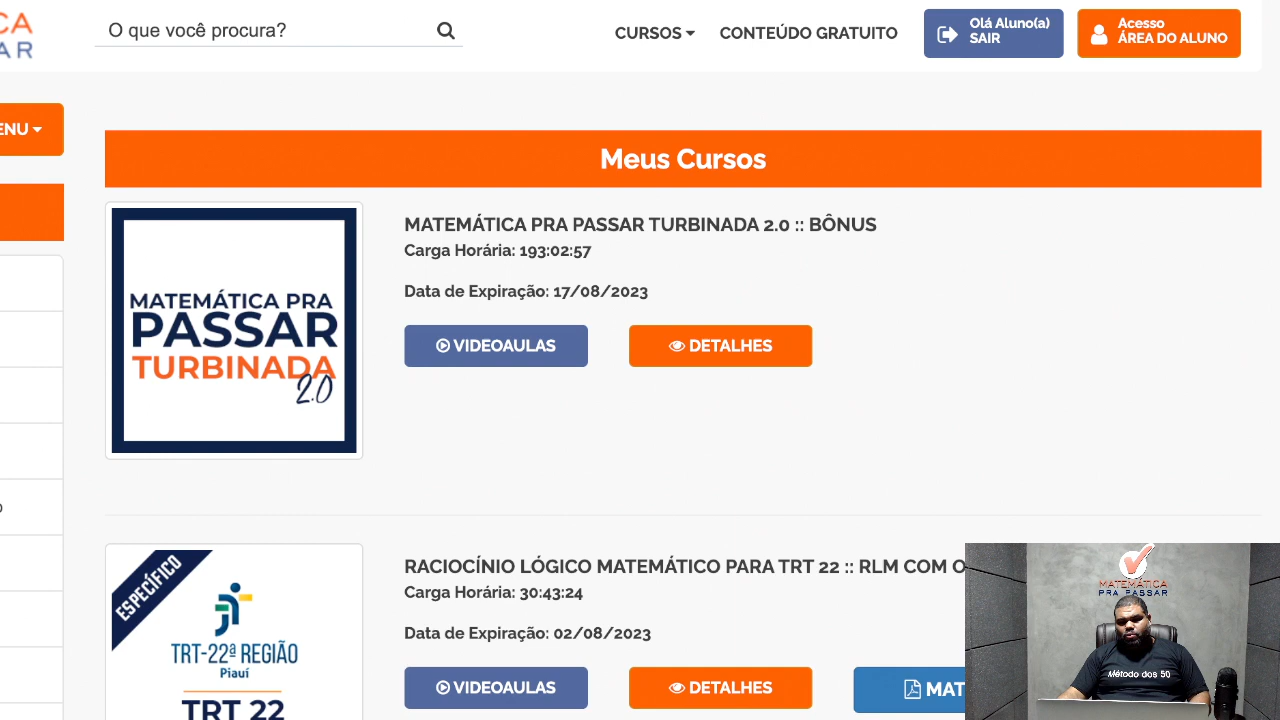 CA
O que você procura?
CURSOS
CONTEÚDO GRATUITO
Olá Aluno(a)
SAIR
Acesso
ÁREA DO ALUNO
AR
ENU
Meus Cursos
MATEMÁTICA PRA
PASSAR
TURBINADA
2.0
MATEMÁTICA PRA PASSAR TURBINADA 2.0 :: BÔNUS
Carga Horária: 193:02:57
Data de Expiração: 17/08/2023
VIDEOAULAS
DETALHES
ESPECÍFICO
TRT-22ª REGIÃO
Piauí
TRT 22
RACIOCÍNIO LÓGICO MATEMÁTICO PARA TRT 22 :: RLM COM O
Carga Horária: 30:43:24
Data de Expiração: 02/08/2023
VIDEOAULAS
DETALHES
MAT
MATEMÁTICA
PRA PASSAR
Método dos 50